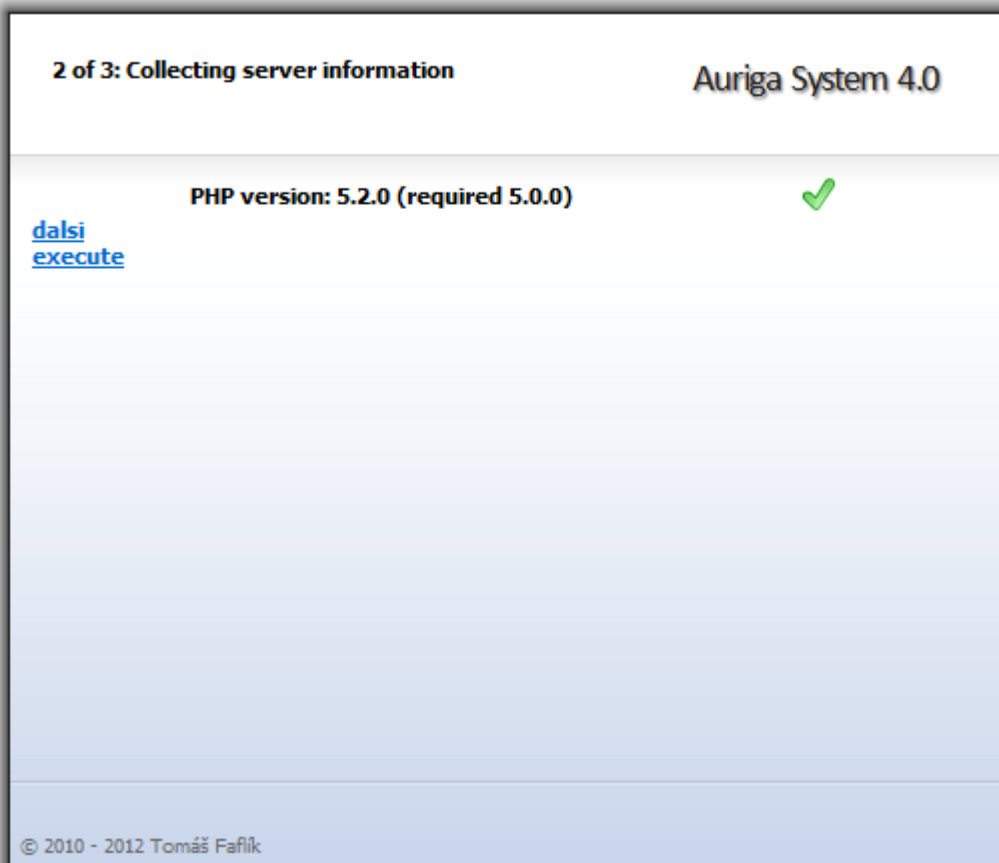 2 of 3: Collecting server information
Auriga System 4.0
PHP version: 5.2.0 (required 5.0.0)
dalsi
execute
© 2010 - 2012 Tomáš Faflík